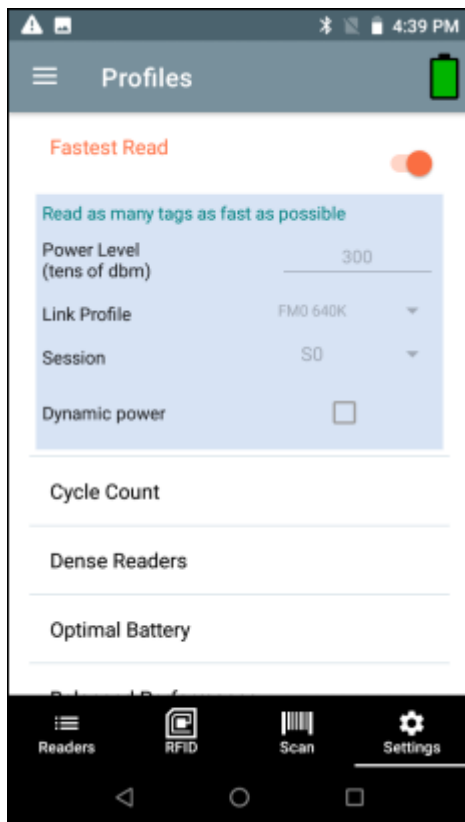 4:39 PM
Profiles
Fastest Read
Read as many tags as fast as possible
Power Level
(tens of dbm)
300
Link Profile
FM0 640K
Session
S0
Dynamic power
Cycle Count
Dense Readers
Optimal Battery
Readers
RFID
Scan
Settings